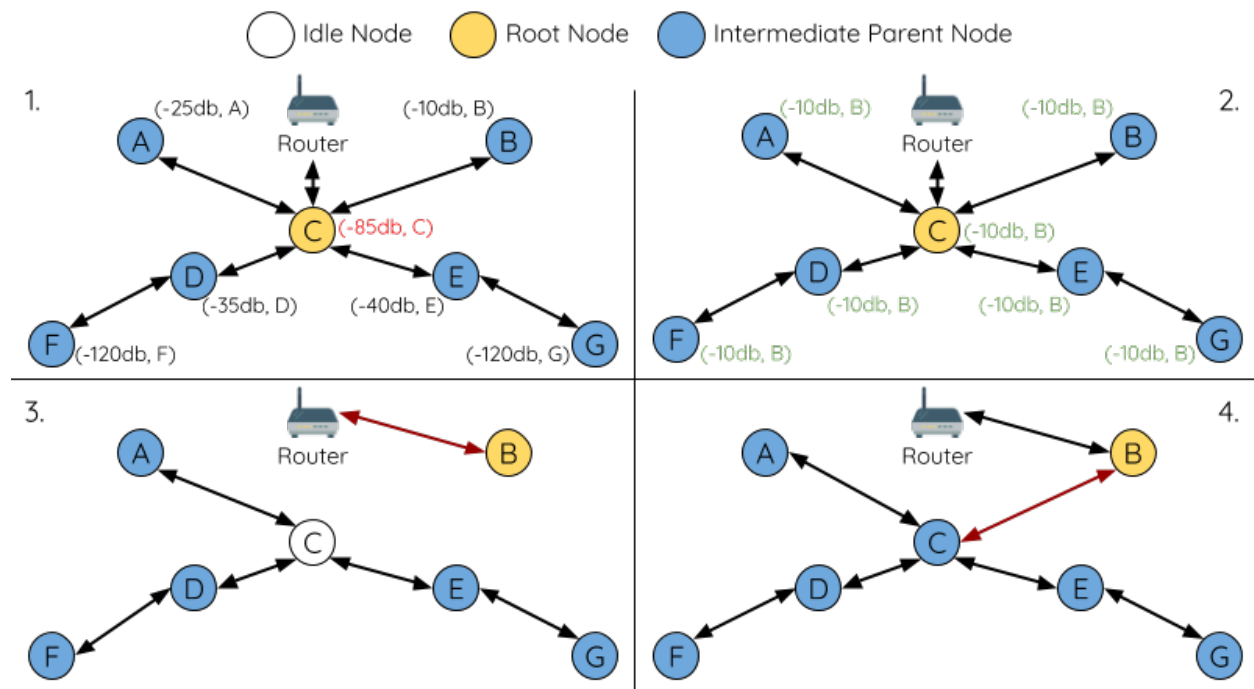 Idle Node
Root Node
Intermediate Parent Node
1.
(-25db, A)
(-10db, B)
A
Router
B
C
(-85db, C)
D
E
(-35db, D)
(-40db, E)
F
(-120db, F)
(-120db, G)
G
2.
(-10db, B)
(-10db, B)
A
Router
B
C
(-10db, B)
D
E
(-10db, B)
(-10db, B)
F
(-10db, B)
(-10db, B)
G
3.
A
Router
B
C
D
E
F
G
4.
A
Router
B
C
D
E
F
G